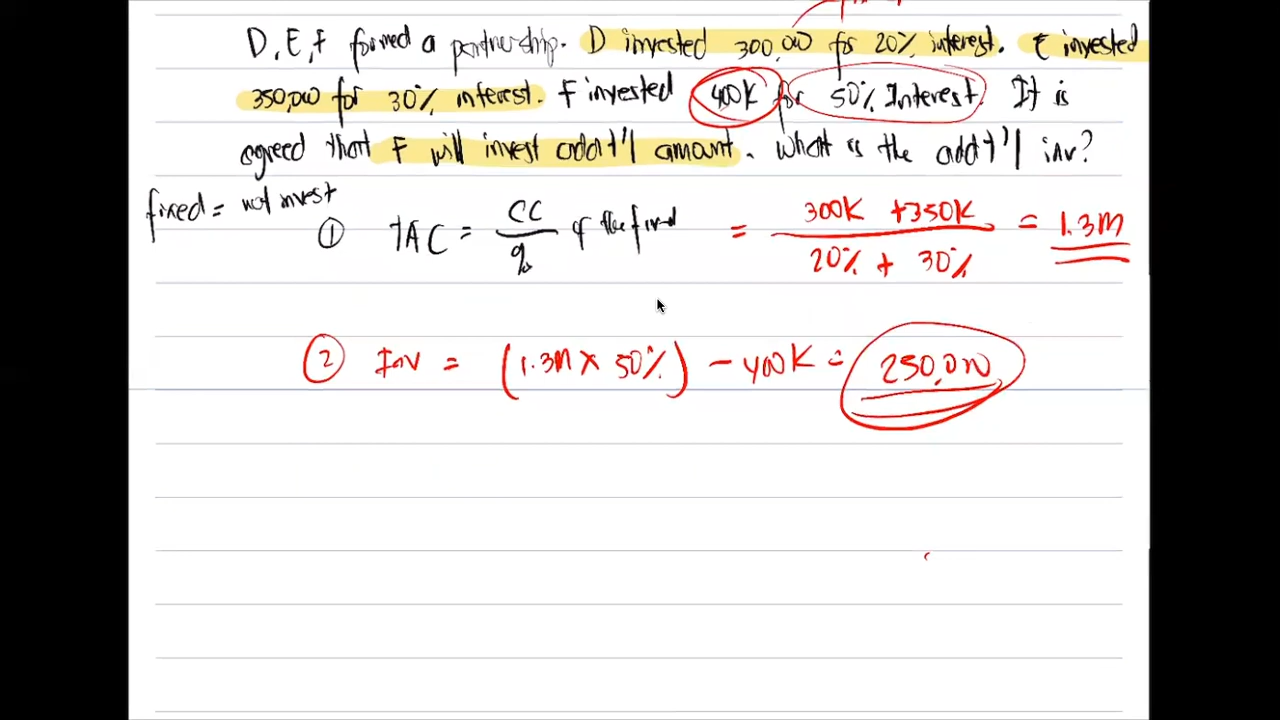 D, E, F formed a partnership. D invested 300,000 for 20% interest. E invested
350,000 for 30% interest. F invested 400K for 50% Interest. It is
agreed that F will invest addt'l amount. What is the addt'l inv?
fixed = not invest
① TAC = CC / % of the fixed = 300K + 350K / 20% + 30% = 1.3M
② Inv = (1.3M × 50%) - 400K = 250,000